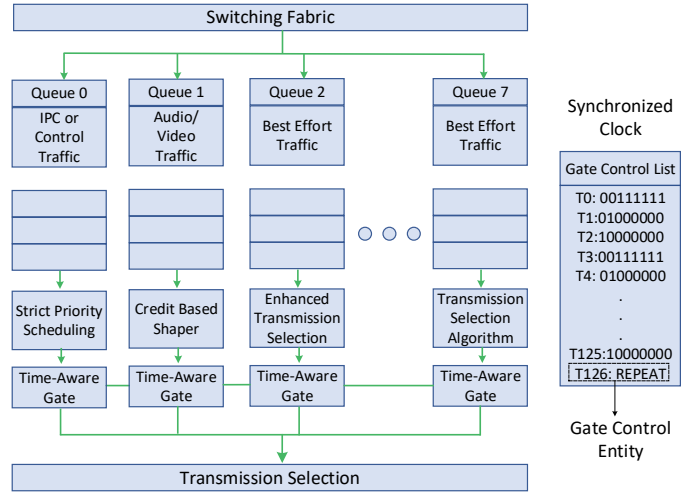 Switching Fabric
Queue 0
IPC or
Control
Traffic
Queue 1
Audio/
Video
Traffic
Queue 2
Best Effort
Traffic
Queue 7
Best Effort
Traffic
Strict Priority
Scheduling
Credit Based
Shaper
Enhanced
Transmission
Selection
Transmission
Selection
Algorithm
Time-Aware
Gate
Time-Aware
Gate
Time-Aware
Gate
Time-Aware
Gate
Transmission Selection
Synchronized
Clock
Gate Control List
T0: 00111111
T1:01000000
T2:10000000
T3:00111111
T4: 01000000
.
.
.
T125:10000000
T126: REPEAT
Gate Control
Entity